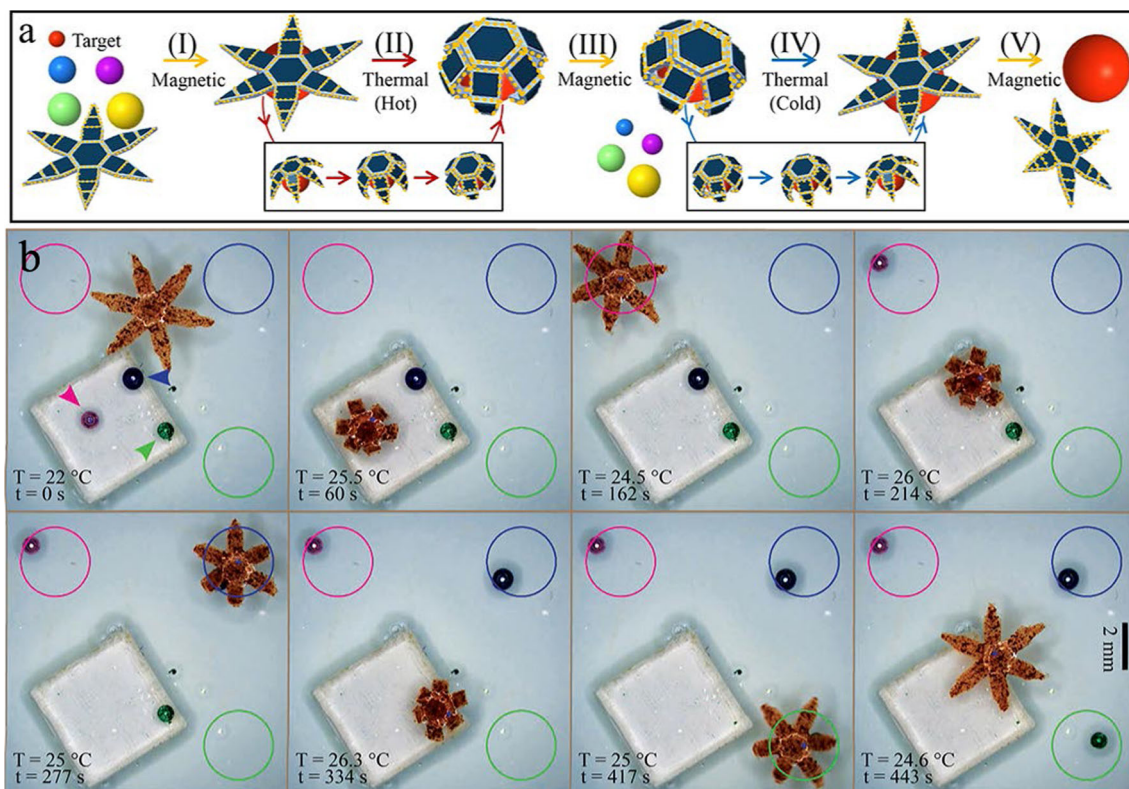 a
Target
(I)
Magnetic
(II)
Thermal
(Hot)
(III)
Magnetic
(IV)
Thermal
(Cold)
(V)
Magnetic
b
T = 22 °C
t = 0 s
T = 25.5 °C
t = 60 s
T = 24.5 °C
t = 162 s
T = 26 °C
t = 214 s
T = 25 °C
t = 277 s
T = 26.3 °C
t = 334 s
T = 25 °C
t = 417 s
T = 24.6 °C
t = 443 s
2 mm